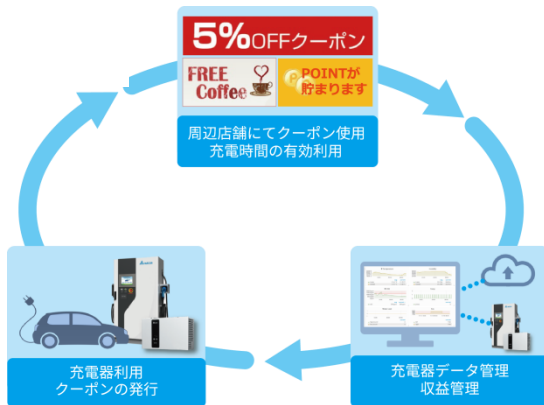 5%OFFクーポン
FREE
Coffee
POINTが
貯まります
周辺店舗にてクーポン使用
充電時間の有効利用
充電器利用
クーポンの発行
充電器データ管理
収益管理